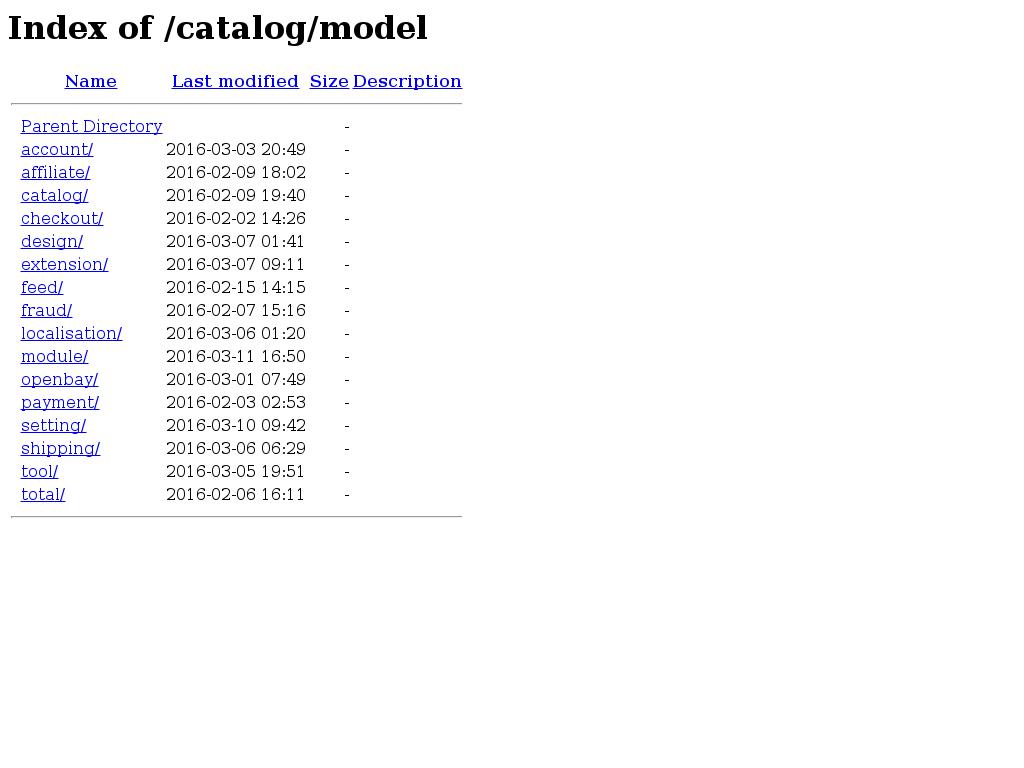 Index of /catalog/model
Name Last modified Size Description
Parent Directory -
account/ 2016-03-03 20:49 -
affiliate/ 2016-02-09 18:02 -
catalog/ 2016-02-09 19:40 -
checkout/ 2016-02-02 14:26 -
design/ 2016-03-07 01:41 -
extension/ 2016-03-07 09:11 -
feed/ 2016-02-15 14:15 -
fraud/ 2016-02-07 15:16 -
localisation/ 2016-03-06 01:20 -
module/ 2016-03-11 16:50 -
openbay/ 2016-03-01 07:49 -
payment/ 2016-02-03 02:53 -
setting/ 2016-03-10 09:42 -
shipping/ 2016-03-06 06:29 -
tool/ 2016-03-05 19:51 -
total/ 2016-02-06 16:11 -